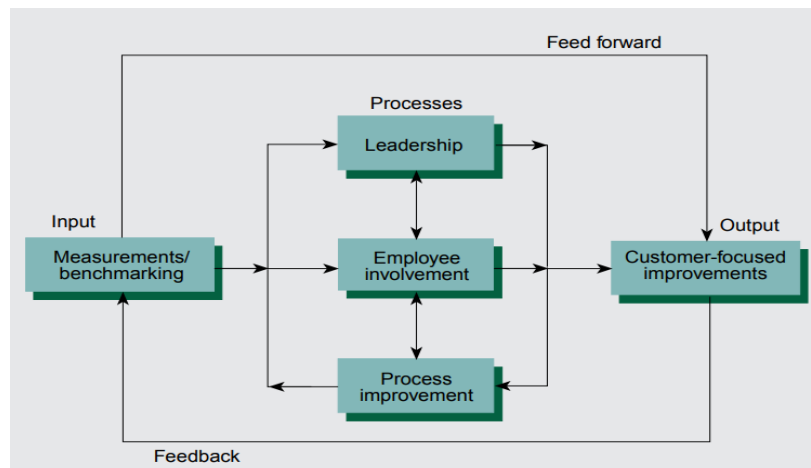 Feed forward
Processes
Leadership
Input
Output
Measurements/
benchmarking
Employee
involvement
Customer-focused
improvements
Process
improvement
Feedback